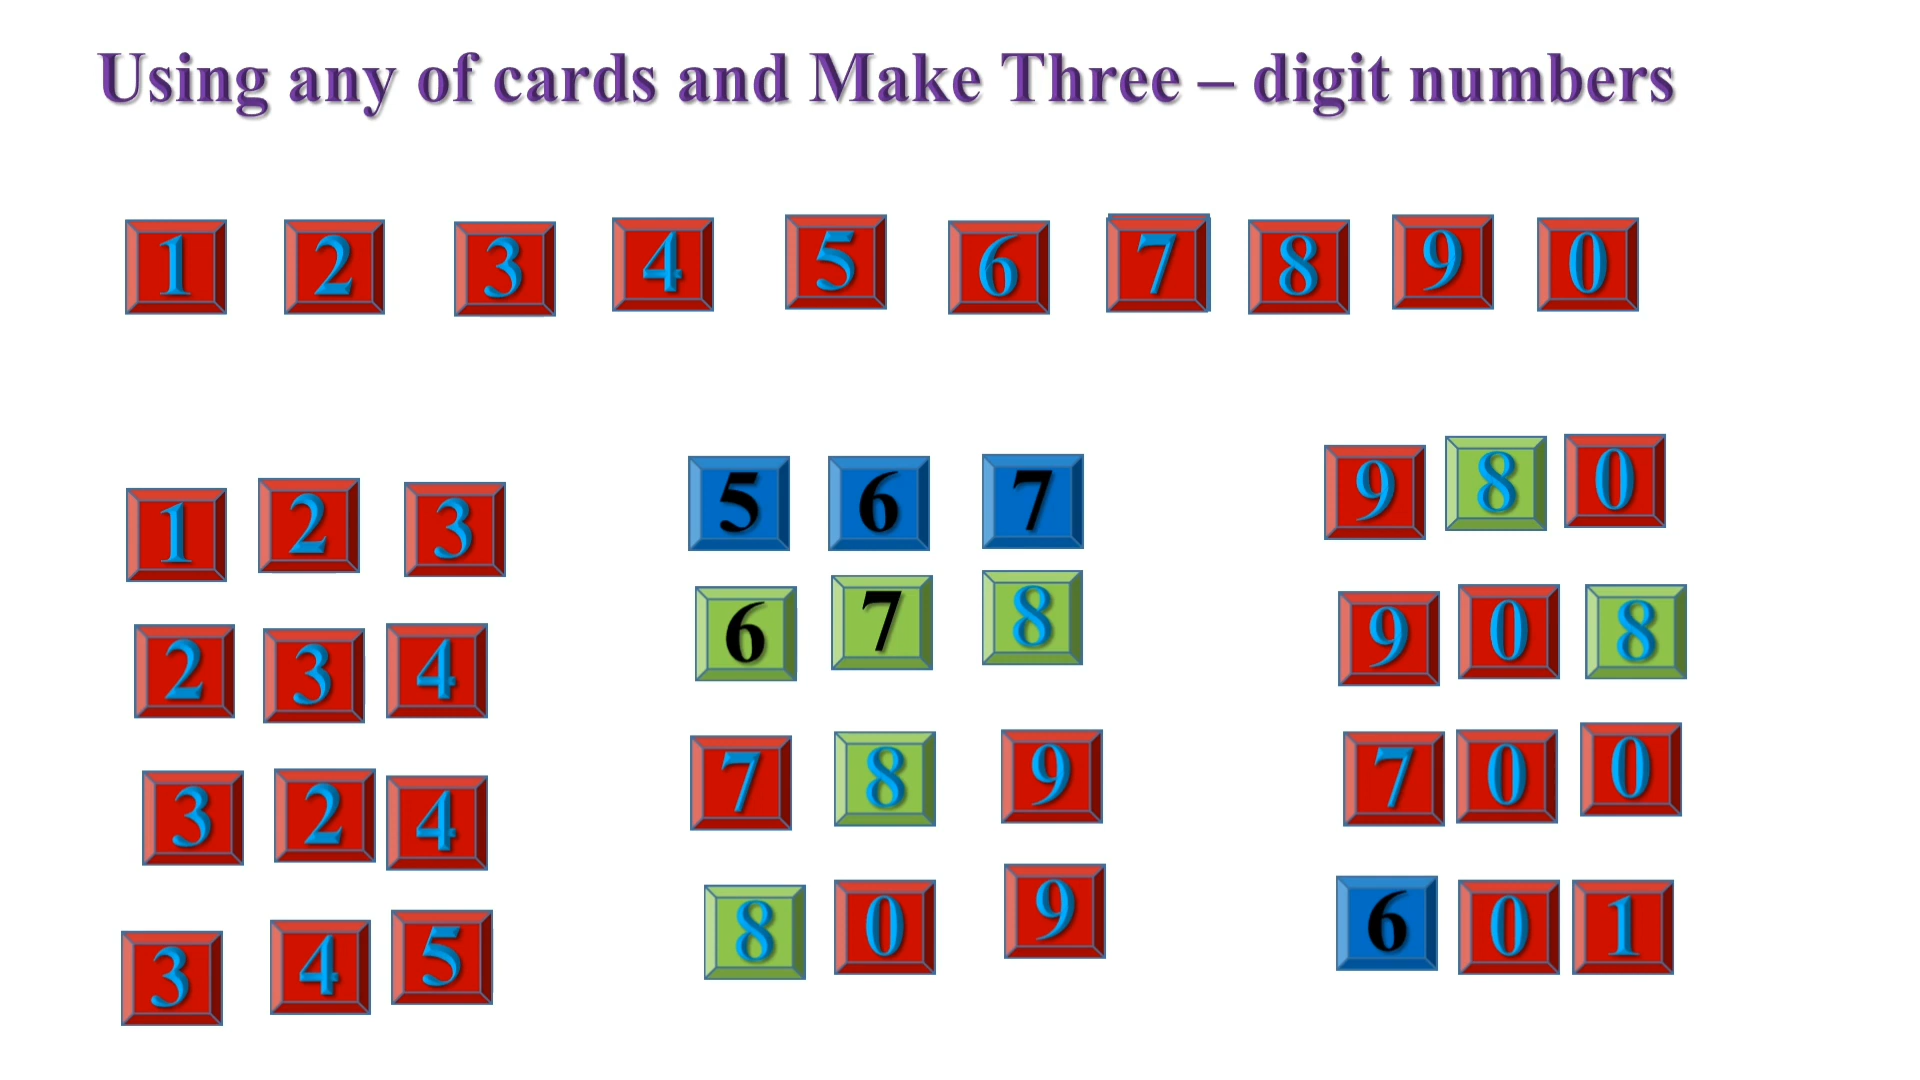 Using any of cards and Make Three – digit numbers
1 2 3 4 5 6 7 8 9 0
1 2 3
2 3 4
3 2 4
3 4 5
5 6 7
6 7 8
7 8 9
8 0 9
9 8 0
9 0 8
7 0 0
6 0 1